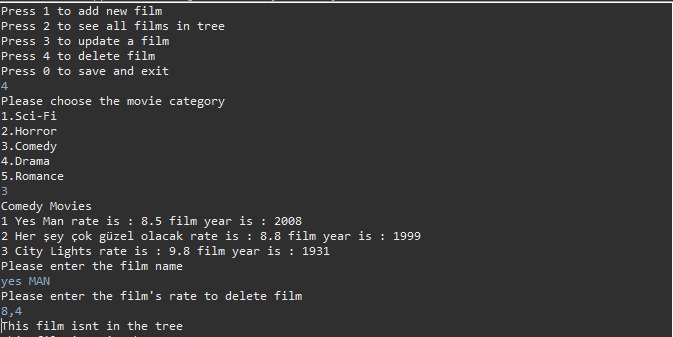 Press 1 to add new film
Press 2 to see all films in tree
Press 3 to update a film
Press 4 to delete film
Press 0 to save and exit
4
Please choose the movie category
1.Sci-Fi
2.Horror
3.Comedy
4.Drama
5.Romance
3
Comedy Movies
1 Yes Man rate is : 8.5 film year is : 2008
2 Her şey çok güzel olacak rate is : 8.8 film year is : 1999
3 City Lights rate is : 9.8 film year is : 1931
Please enter the film name
yes MAN
Please enter the film's rate to delete film
8,4
This film isnt in the tree